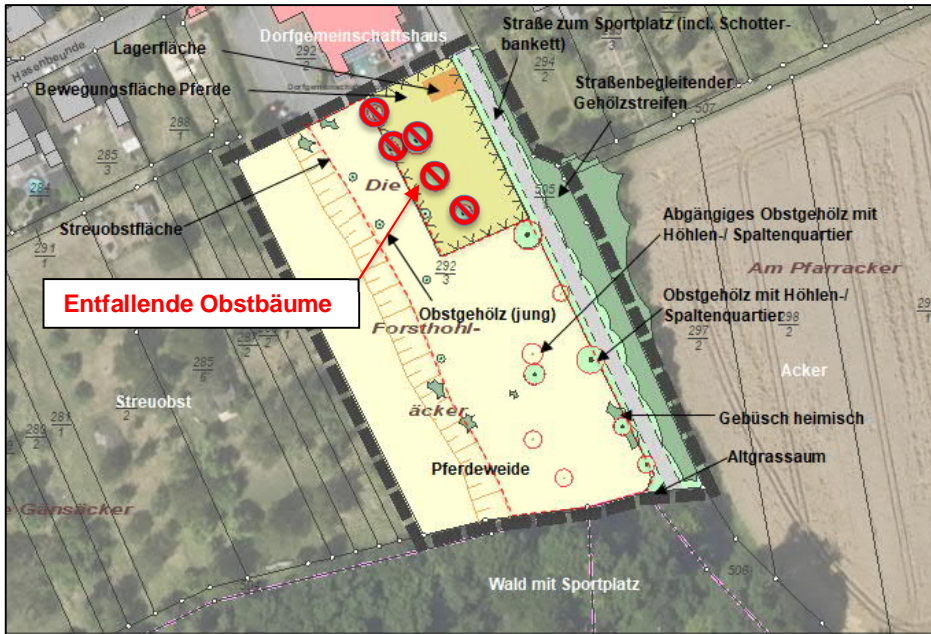 Dorfgemeinschaftshaus
Straße zum Sportplatz (incl. Schotter-
bankett)
Lagerfläche
Hasenbeunde
292
294
2
Bewegungsfläche Pferde
Straßenbegleitender
Gehölzstreifen
507
288
1
285
3
284
Die
505
Streuobstfläche
291
1
292
3
Abgängiges Obstgehölz mit
Höhlen-/ Spaltenquartier
Am Pfarracker
Entfallende Obstbäume
Obstgehölz (jung)
Obstgehölz mit Höhlen-/
Spaltenquartier
298
2
297
2
Forsthohl-
285
6
Acker
Streuobst
2
281
1
280
2
äcker
Gebüsch heimisch
Pferdeweide
Altgrassaum
Gänsäcker
506
Wald mit Sportplatz